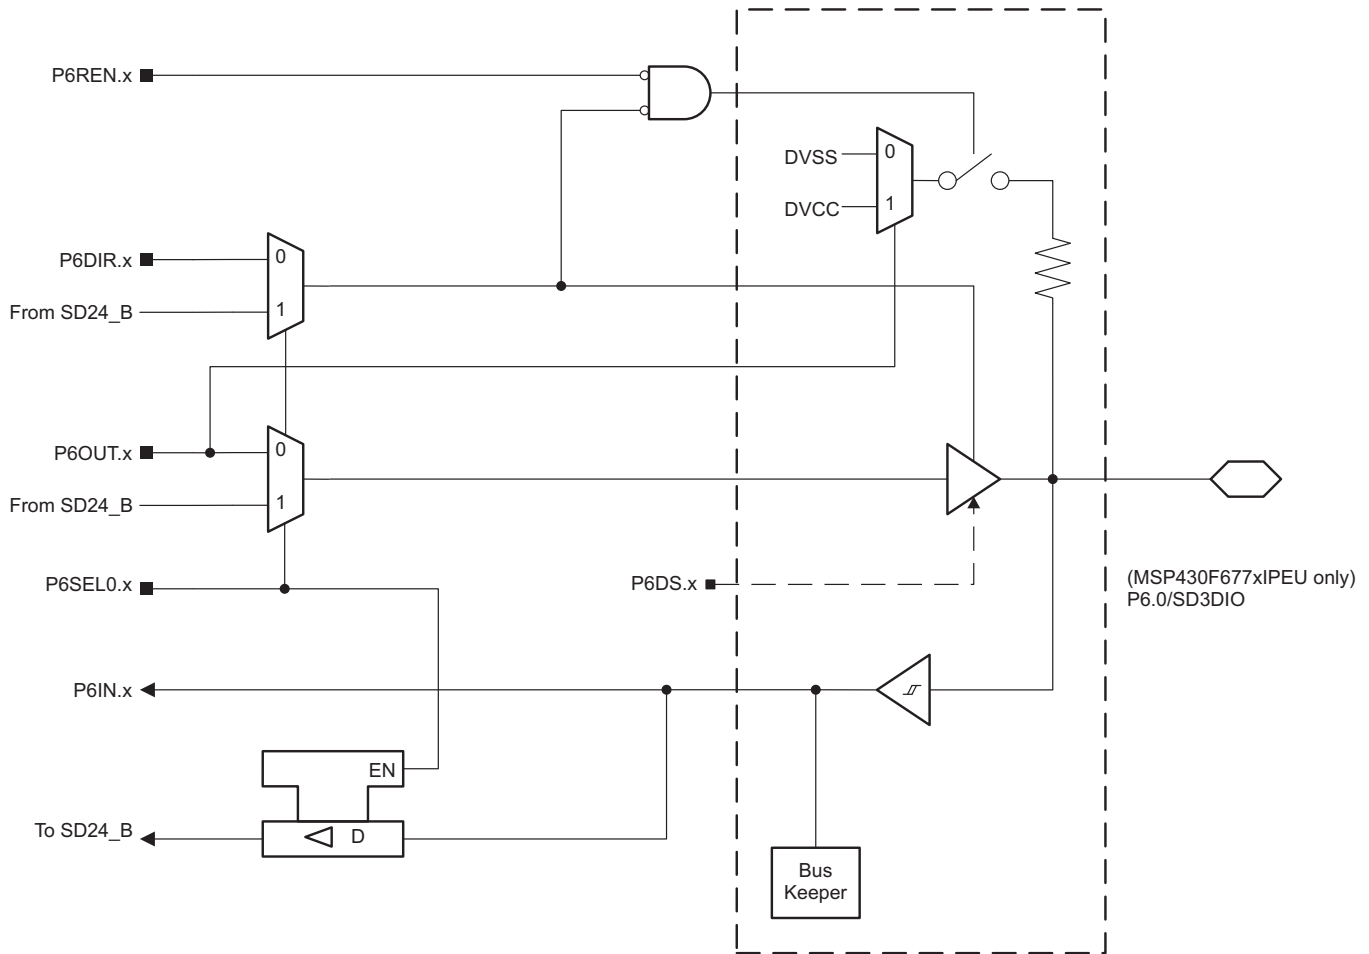 P6REN.x
DVSS
0
DVCC
1
P6DIR.x
0
From SD24_B
1
P6OUT.x
0
From SD24_B
1
P6SEL0.x
P6DS.x
(MSP430F677xIPEU only)
P6.0/SD3DIO
P6IN.x
EN
To SD24_B
D
Bus
Keeper